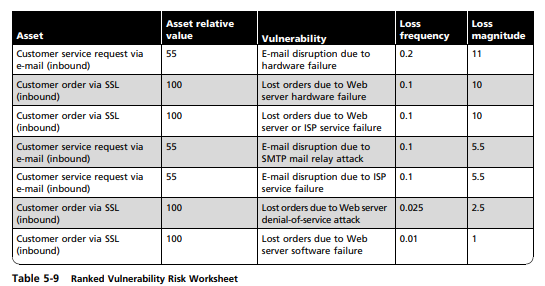 Asset Asset relative value Vulnerability Loss frequency Loss magnitude
Customer service request via e-mail (inbound) 55 E-mail disruption due to hardware failure 0.2 11
Customer order via SSL (inbound) 100 Lost orders due to Web server hardware failure 0.1 10
Customer order via SSL (inbound) 100 Lost orders due to Web server or ISP service failure 0.1 10
Customer service request via e-mail (inbound) 55 E-mail disruption due to SMTP mail relay attack 0.1 5.5
Customer service request via e-mail (inbound) 55 E-mail disruption due to ISP service failure 0.1 5.5
Customer order via SSL (inbound) 100 Lost orders due to Web server denial-of-service attack 0.025 2.5
Customer order via SSL (inbound) 100 Lost orders due to Web server software failure 0.01 1
Table 5-9 Ranked Vulnerability Risk Worksheet